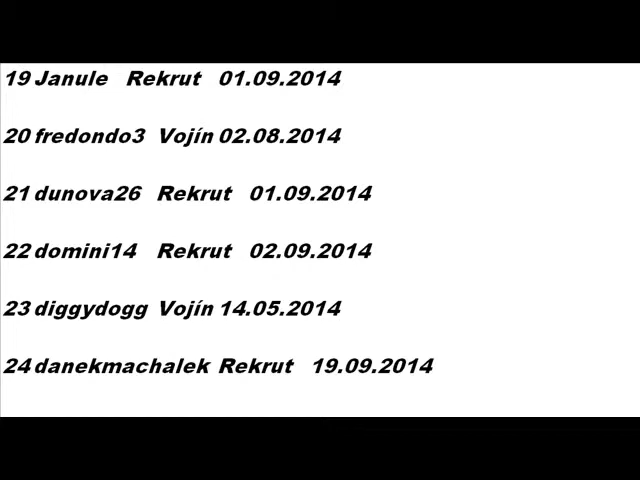 19 Janule Rekrut 01.09.2014
20 fredondo3 Vojín 02.08.2014
21 dunova26 Rekrut 01.09.2014
22 domini14 Rekrut 02.09.2014
23 diggydogg Vojín 14.05.2014
24 danekmachalek Rekrut 19.09.2014